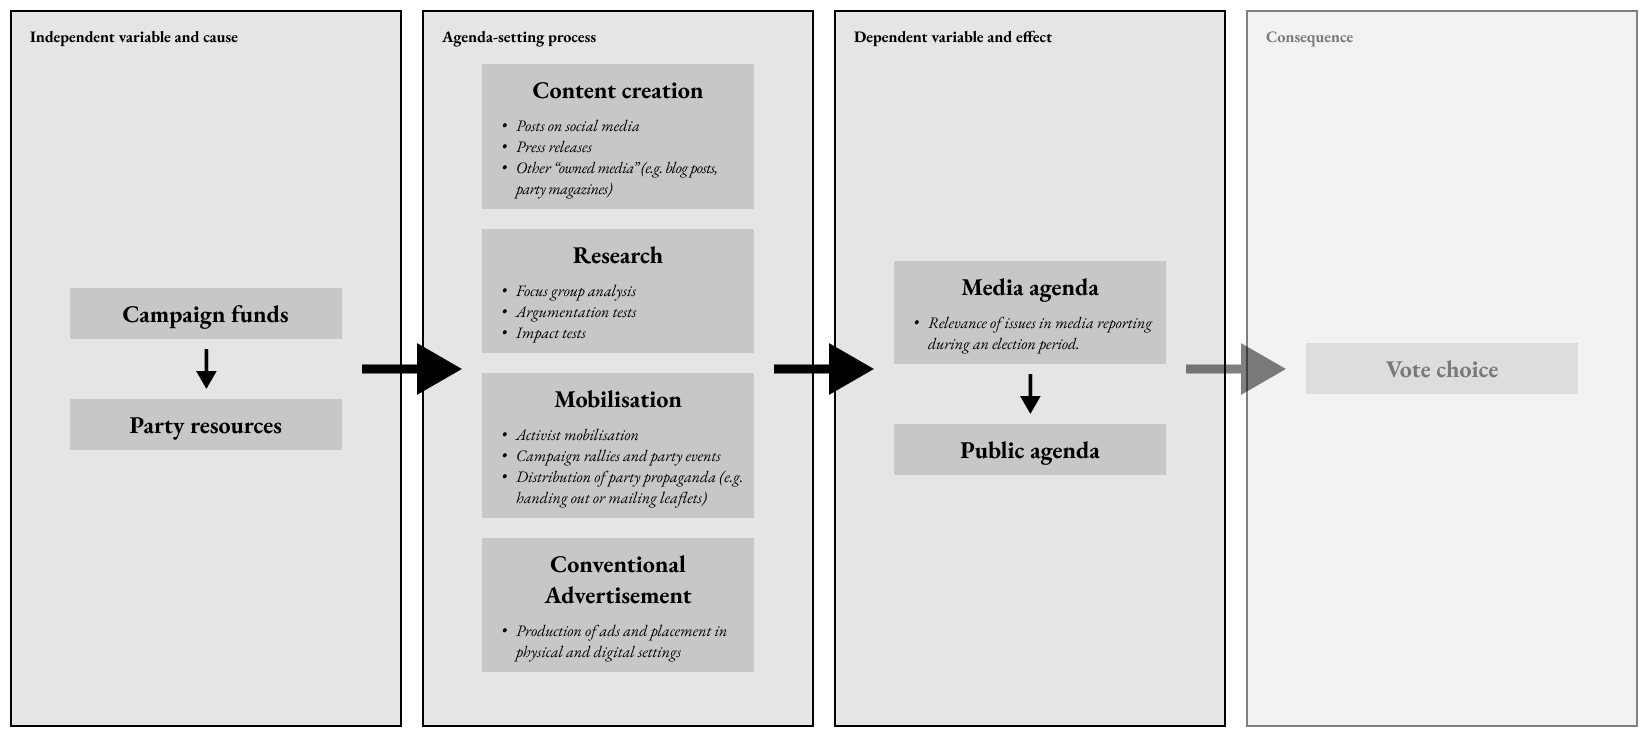 Independent variable and cause
Campaign funds
Party resources
Agenda-setting process
Content creation
• Posts on social media
• Press releases
• Other “owned media” (e.g. blog posts,
party magazines)
Research
• Focus group analysis
• Argumentation tests
• Impact tests
Mobilisation
• Activist mobilisation
• Campaign rallies and party events
• Distribution of party propaganda (e.g.
handing out or mailing leaflets)
Conventional
Advertisement
• Production of ads and placement in
physical and digital settings
Dependent variable and effect
Media agenda
• Relevance of issues in media reporting
during an election period.
Public agenda
Consequence
Vote choice